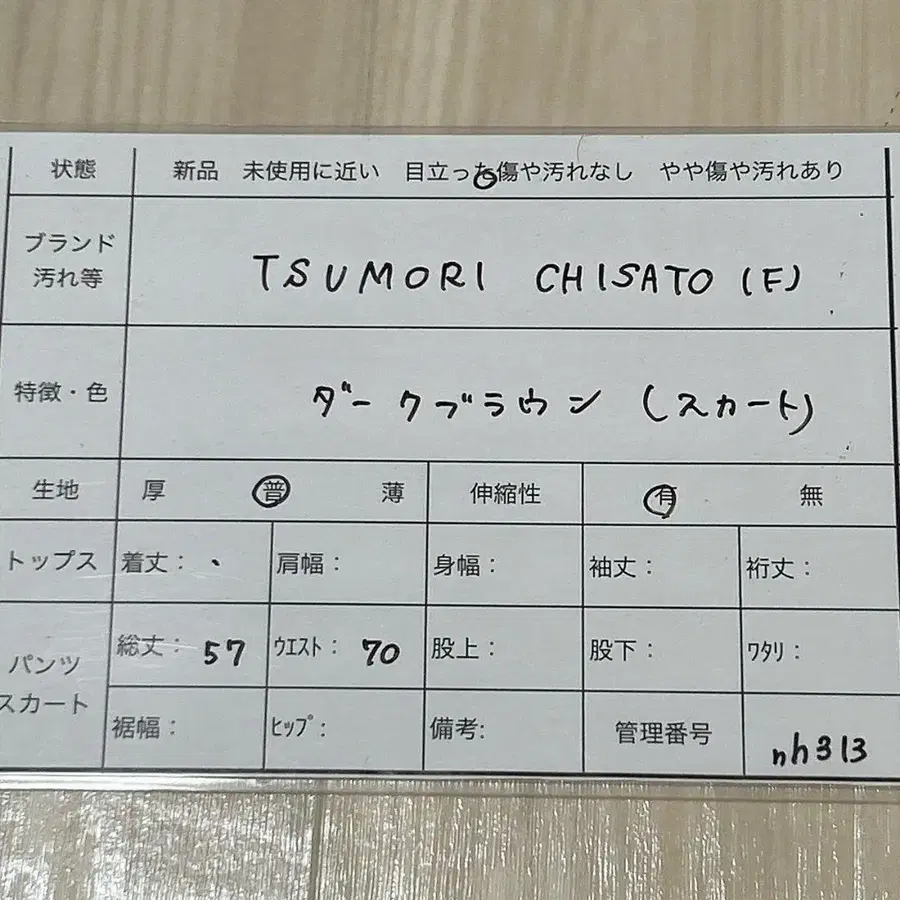 状態 新品 未使用に近い 目立った傷や汚れなし やや傷や汚れあり
ブランド
汚れ等 TSUMORI CHISATO (F)
特徴・色 ダークブラウン (スカート)
生地 厚 普 薄 伸縮性 有 無
トップス 着丈: 肩幅: 身幅: 袖丈: 裄丈:
パンツ
スカート
総丈: 57 ウエスト: 70 股上: 股下: ワタリ:
裾幅: ヒップ: 備考: 管理番号 nh313